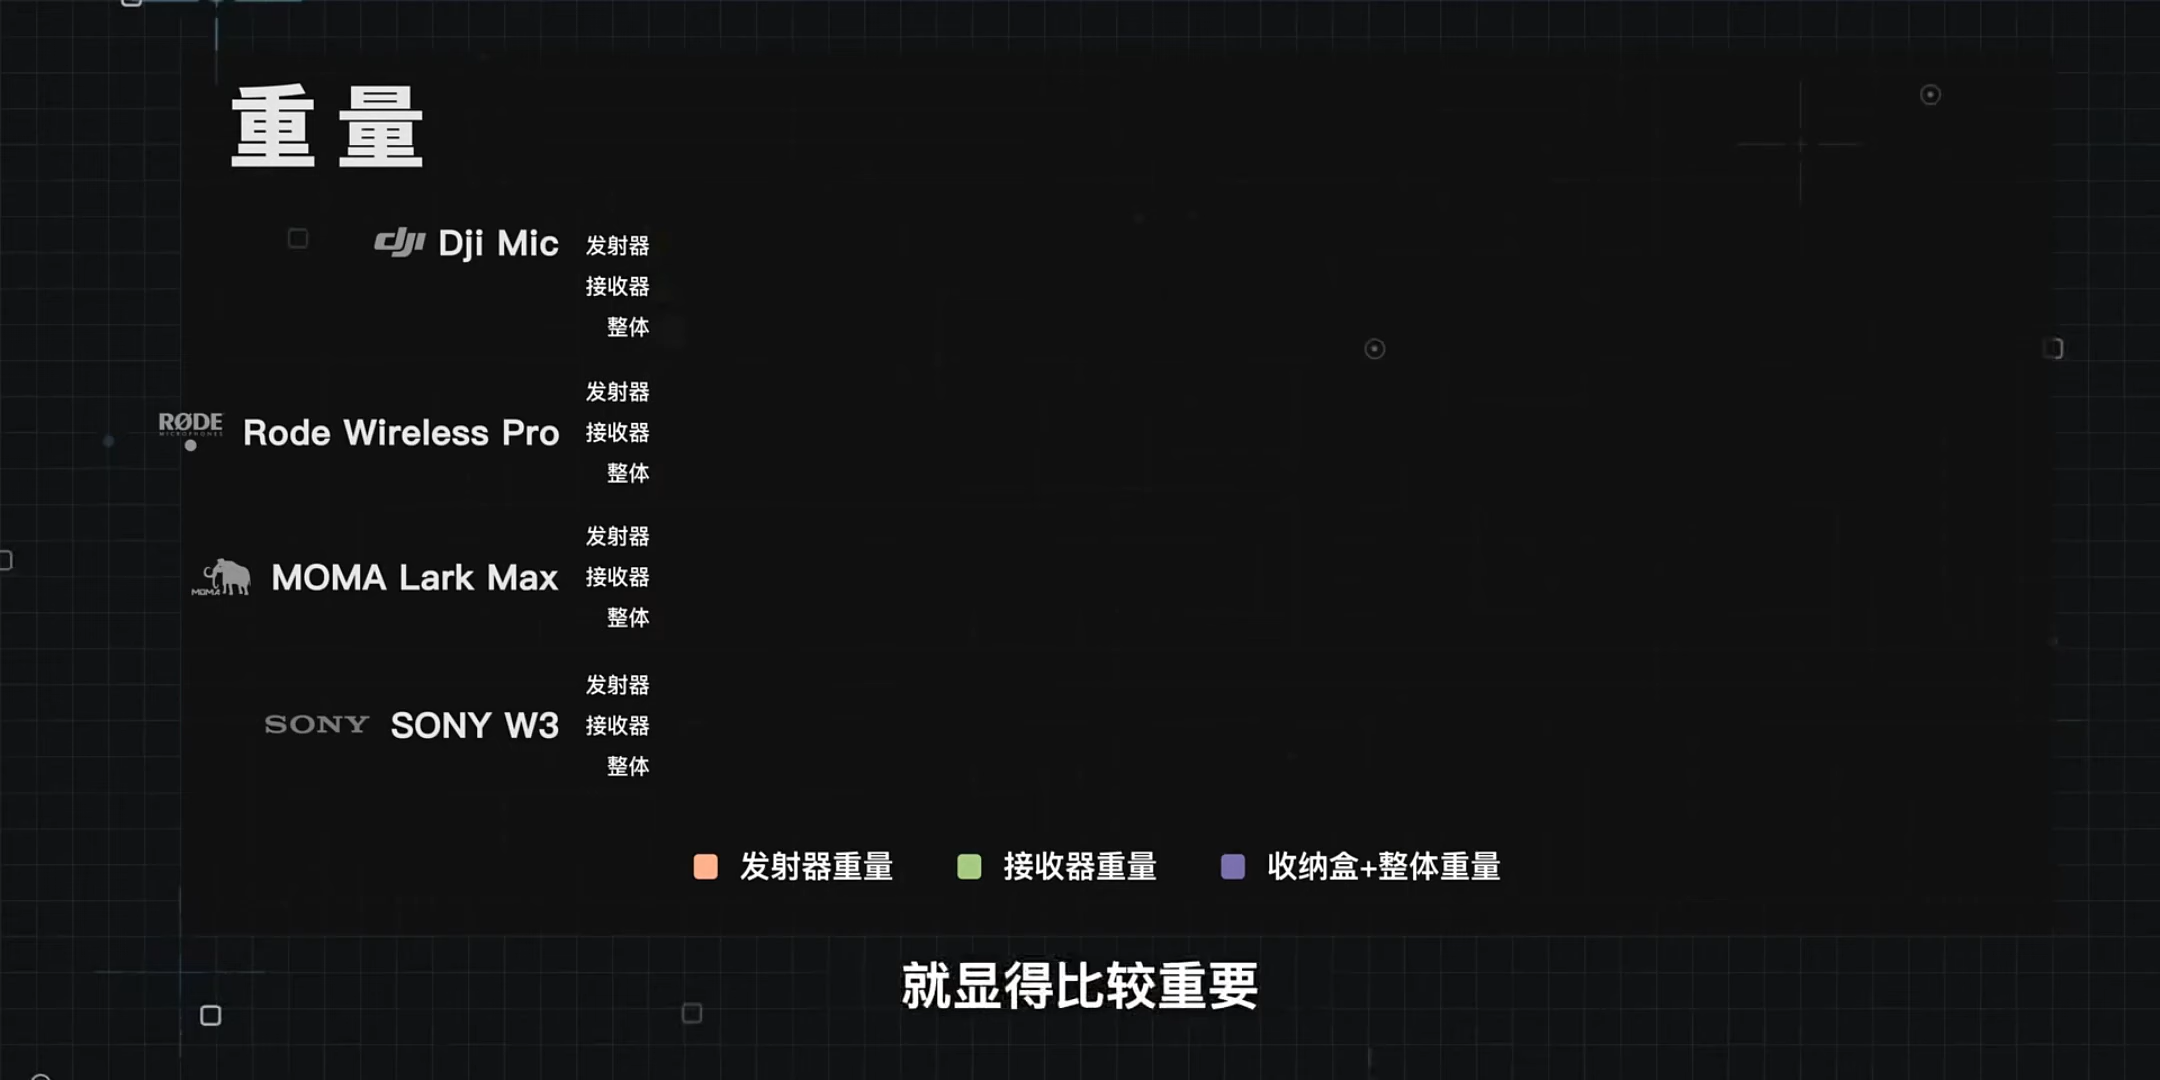 重量
dji Dji Mic 发射器
接收器
整体
发射器
RØDE MICROPHONES Rode Wireless Pro 接收器
整体
发射器
MOMA MOMA Lark Max 接收器
整体
发射器
SONY SONY W3 接收器
整体
发射器重量 接收器重量 收纳盒+整体重量
就显得比较重要